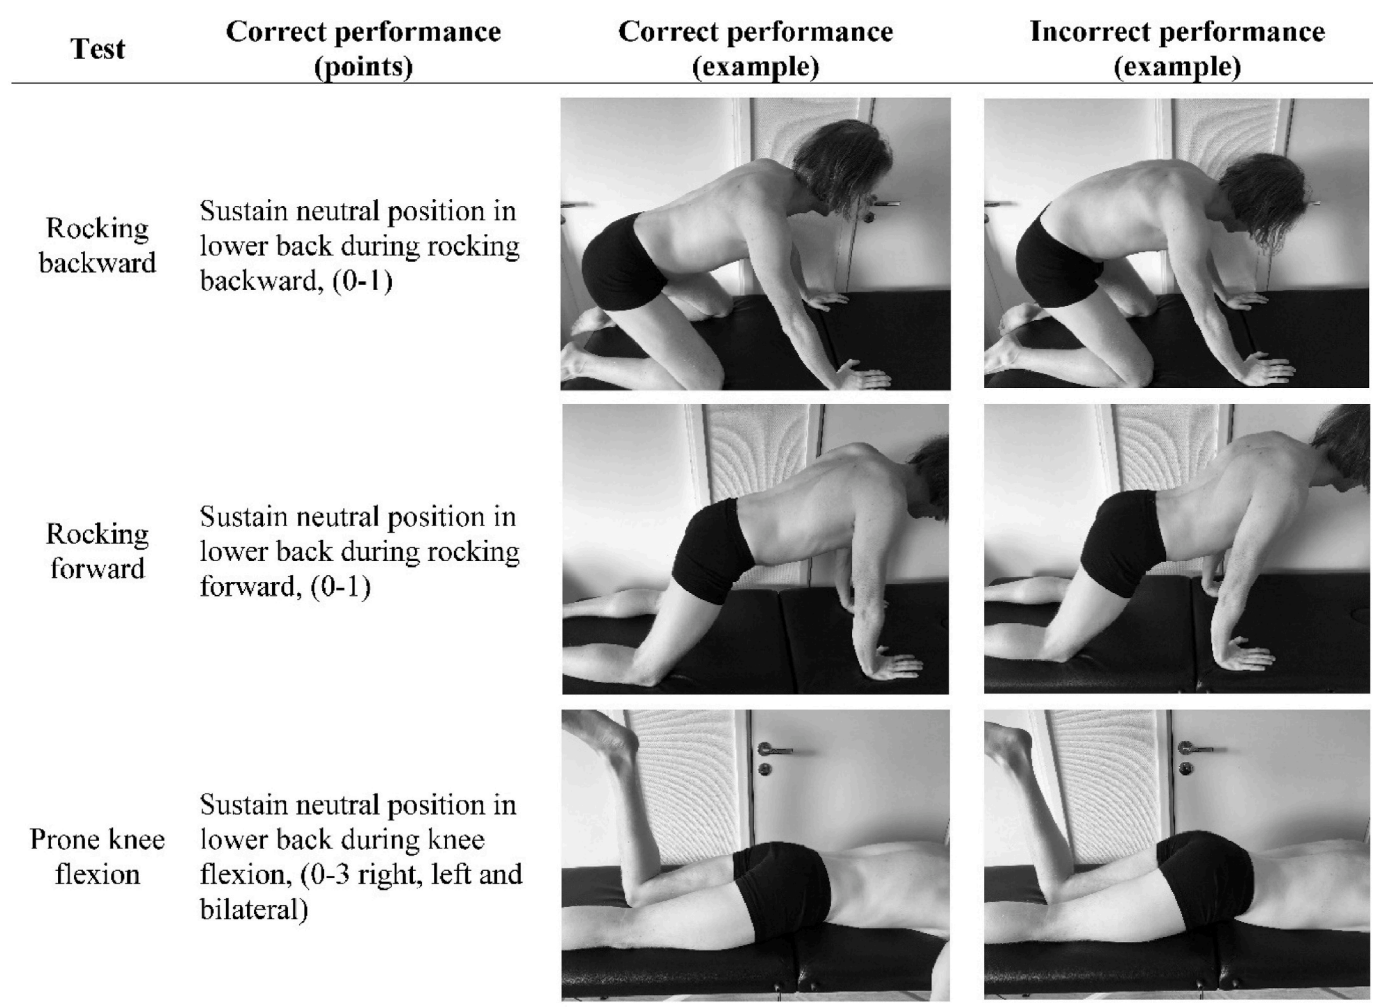 Test
Correct performance
(points)
Correct performance
(example)
Incorrect performance
(example)
Rocking
backward
Sustain neutral position in
lower back during rocking
backward, (0-1)
Rocking
forward
Sustain neutral position in
lower back during rocking
forward, (0-1)
Prone knee
flexion
Sustain neutral position in
lower back during knee
flexion, (0-3 right, left and
bilateral)